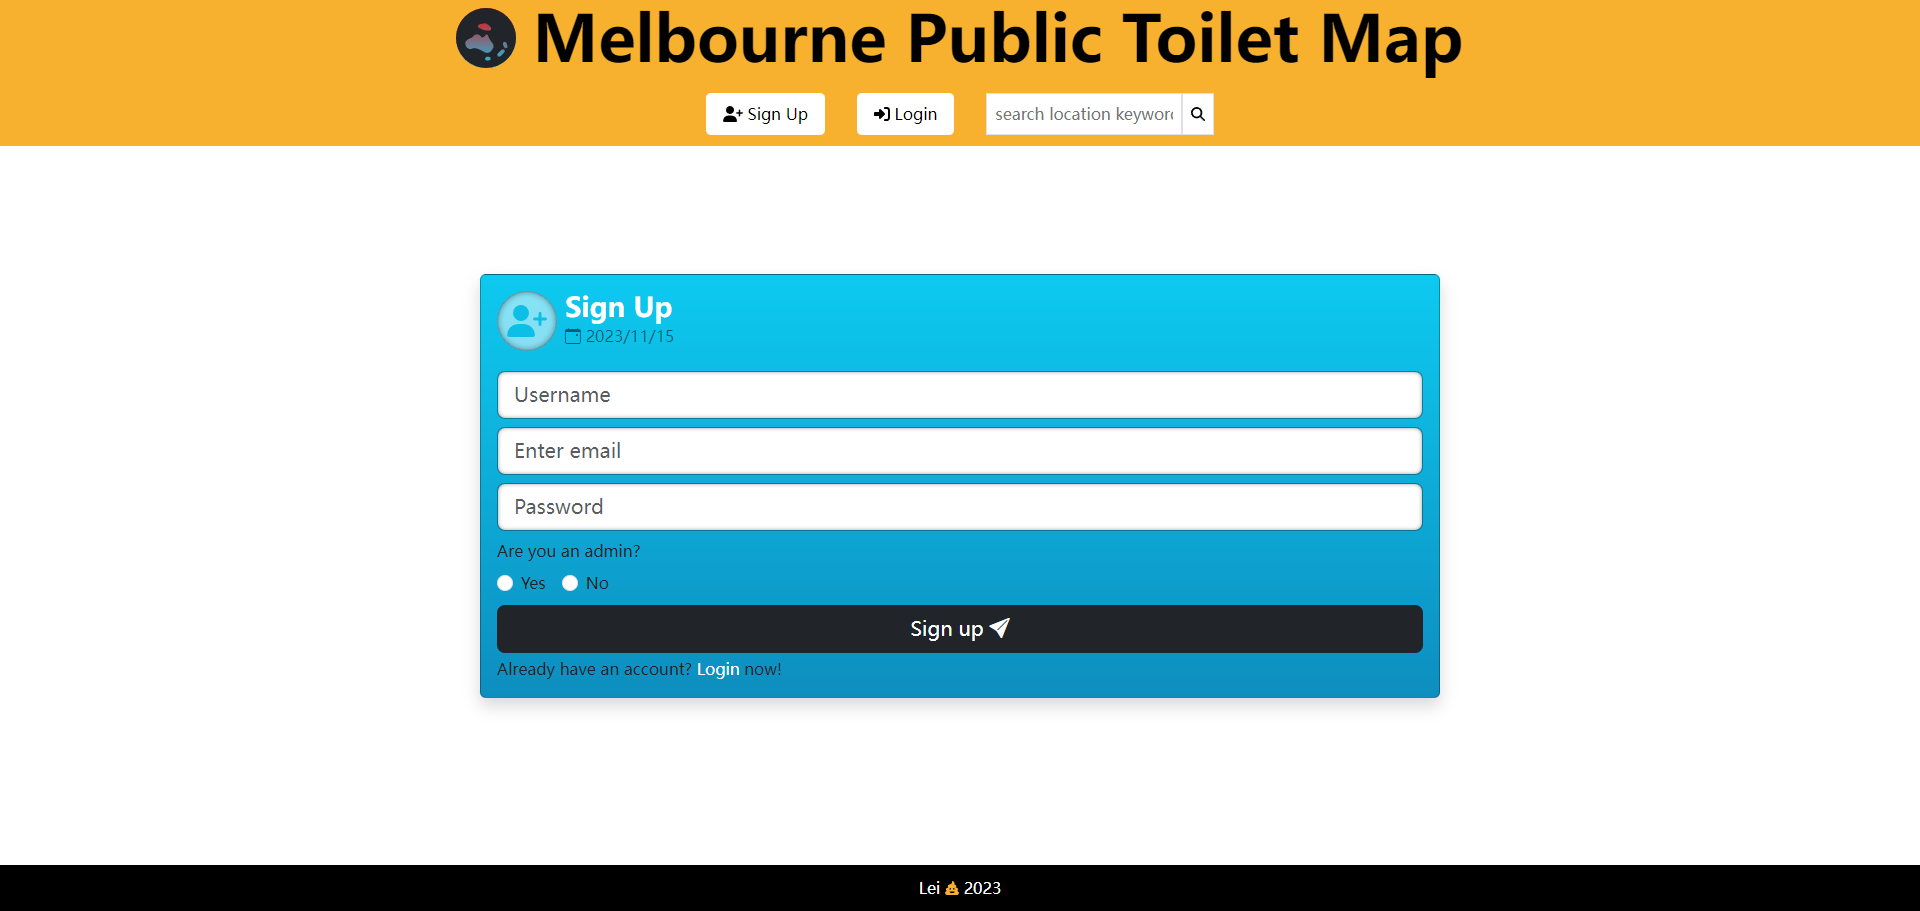 Melbourne Public Toilet Map
Sign Up
Login
search location keyword
Sign Up
2023/11/15
Username
Enter email
Password
Are you an admin?
Yes
No
Sign up
Already have an account? Login now!
Lei 💩 2023